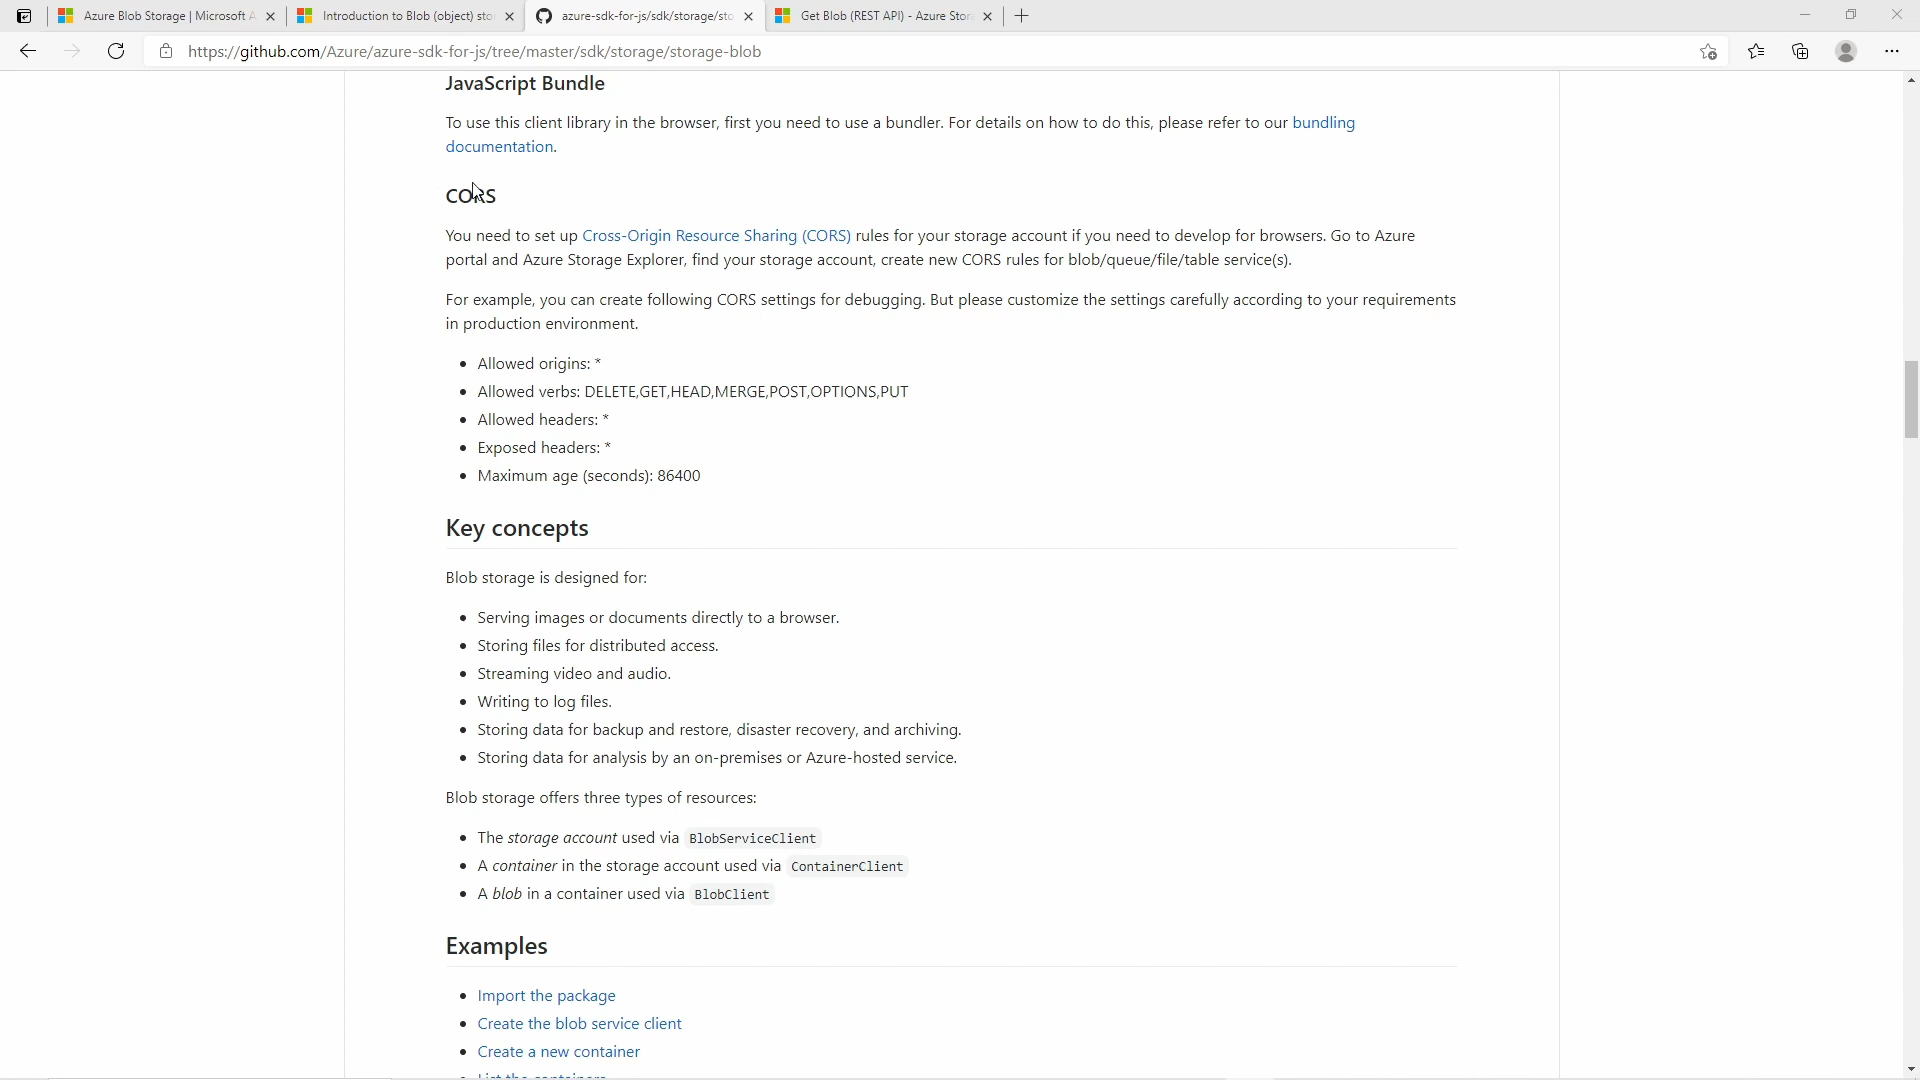 Azure Blob Storage | Microsoft A
Introduction to Blob (object) sto
azure-sdk-for-js/sdk/storage/sto
Get Blob (REST API) - Azure Stor
https://github.com/Azure/azure-sdk-for-js/tree/master/sdk/storage/storage-blob
JavaScript Bundle
To use this client library in the browser, first you need to use a bundler. For details on how to do this, please refer to our bundling
documentation.
CORS
You need to set up Cross-Origin Resource Sharing (CORS) rules for your storage account if you need to develop for browsers. Go to Azure
portal and Azure Storage Explorer, find your storage account, create new CORS rules for blob/queue/file/table service(s).
For example, you can create following CORS settings for debugging. But please customize the settings carefully according to your requirements
in production environment.
• Allowed origins: *
• Allowed verbs: DELETE,GET,HEAD,MERGE,POST,OPTIONS,PUT
• Allowed headers: *
• Exposed headers: *
• Maximum age (seconds): 86400
Key concepts
Blob storage is designed for:
• Serving images or documents directly to a browser.
• Storing files for distributed access.
• Streaming video and audio.
• Writing to log files.
• Storing data for backup and restore, disaster recovery, and archiving.
• Storing data for analysis by an on-premises or Azure-hosted service.
Blob storage offers three types of resources:
• The storage account used via BlobServiceClient
• A container in the storage account used via ContainerClient
• A blob in a container used via BlobClient
Examples
• Import the package
• Create the blob service client
• Create a new container
• List the containers